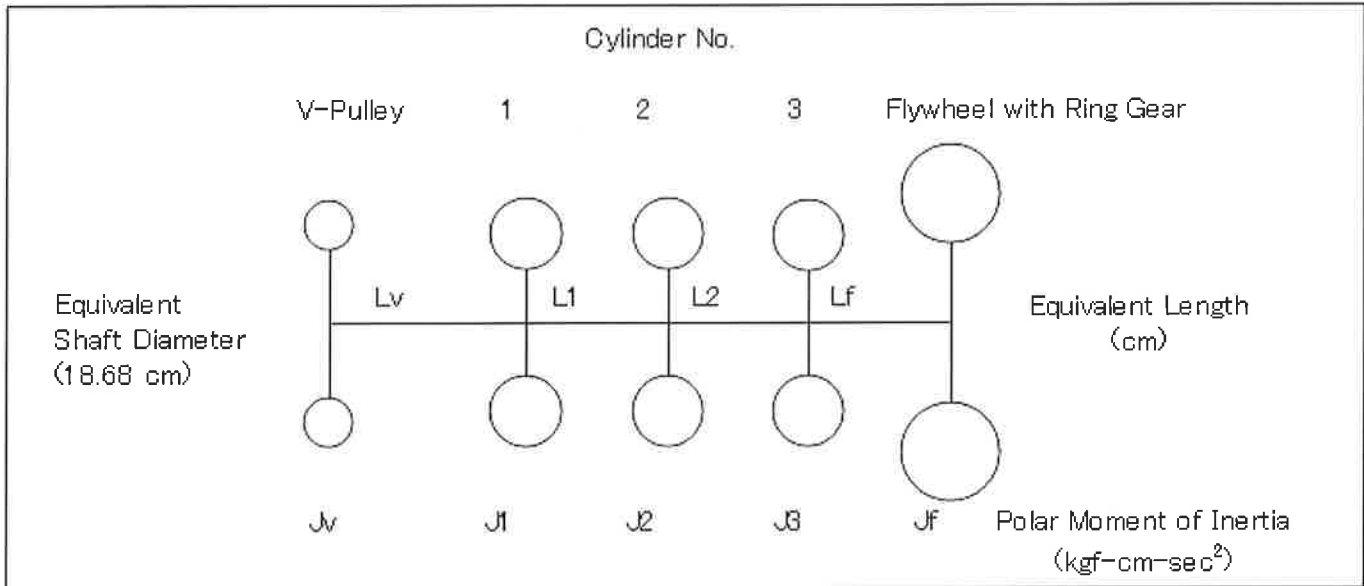 Cylinder No.
V-Pulley 1 2 3 Flywheel with Ring Gear
Lv L1 L2 Lf
Equivalent
Shaft Diameter
(18.68 cm)
Equivalent Length
(cm)
Jv J1 J2 J3 Jf Polar Moment of Inertia
(kgf-cm-sec²)